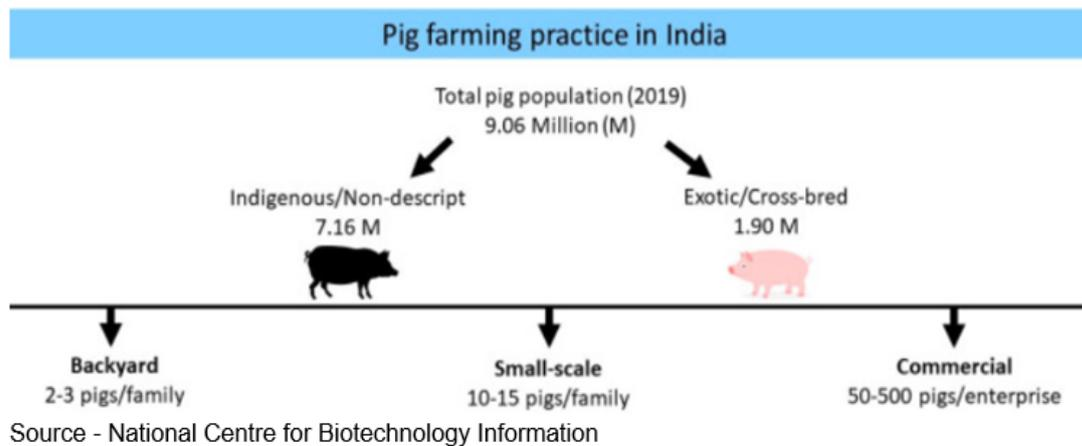 Pig farming practice in India
Total pig population (2019)
9.06 Million (M)
Indigenous/Non-descript
7.16 M
Exotic/Cross-bred
1.90 M
Backyard
2-3 pigs/family
Small-scale
10-15 pigs/family
Commercial
50-500 pigs/enterprise
Source - National Centre for Biotechnology Information